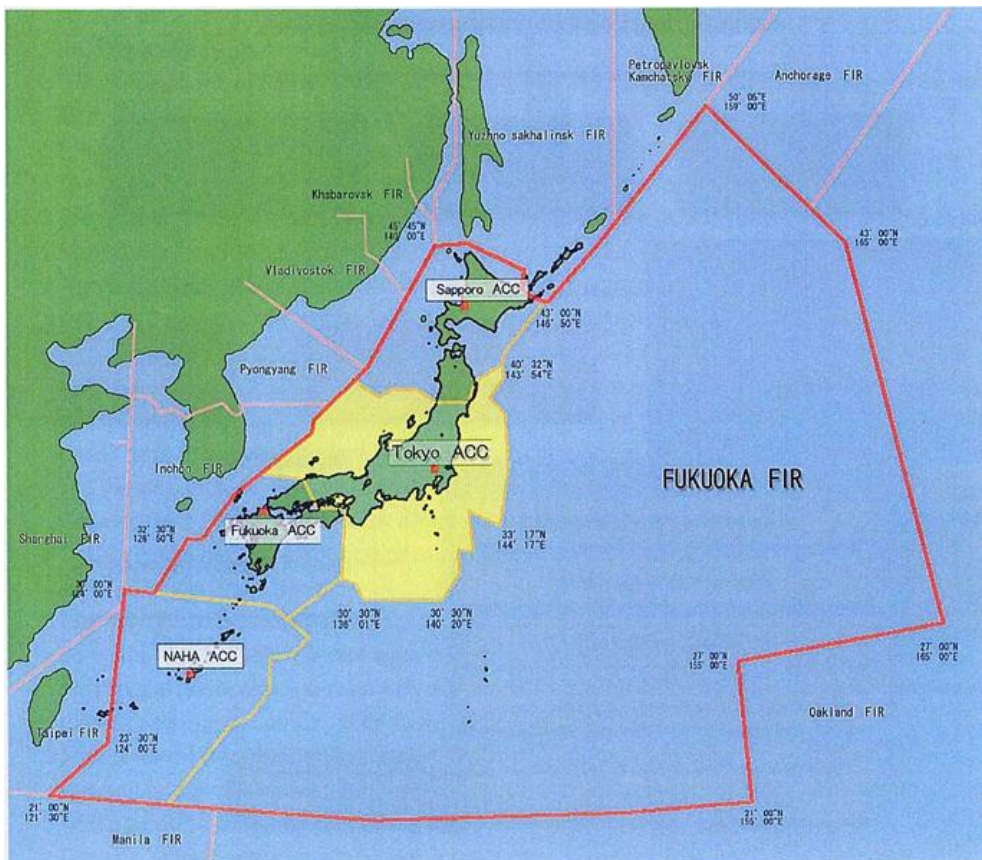 Petropavlovsk
Kamchatsky FIR
Anchorage FIR
50° 05"E
159° 00"E
Yuzhno sakhalinsk FIR
Khabarovsk FIR
45° 45"N
140° 00"E
43° 00"N
165° 00"E
Vladivostok FIR
Sapporo ACC
43° 00"N
146° 50"E
Pyongyang FIR
40° 32"N
143° 54"E
Tokyo ACC
Inchon FIR
FUKUOKA FIR
Shanghai FIR
32° 30"N
126° 50"E
Fukuoka ACC
33° 17"N
144° 17"E
30° 00"N
124° 00"E
30° 30"N
136° 01"E
30° 30"N
140° 20"E
NAHA ACC
27° 00"N
155° 00"E
27° 00"N
165° 00"E
Oakland FIR
Taipei FIR
23° 30"N
124° 00"E
21° 00"N
121° 30"E
21° 00"N
155° 00"E
Manila FIR